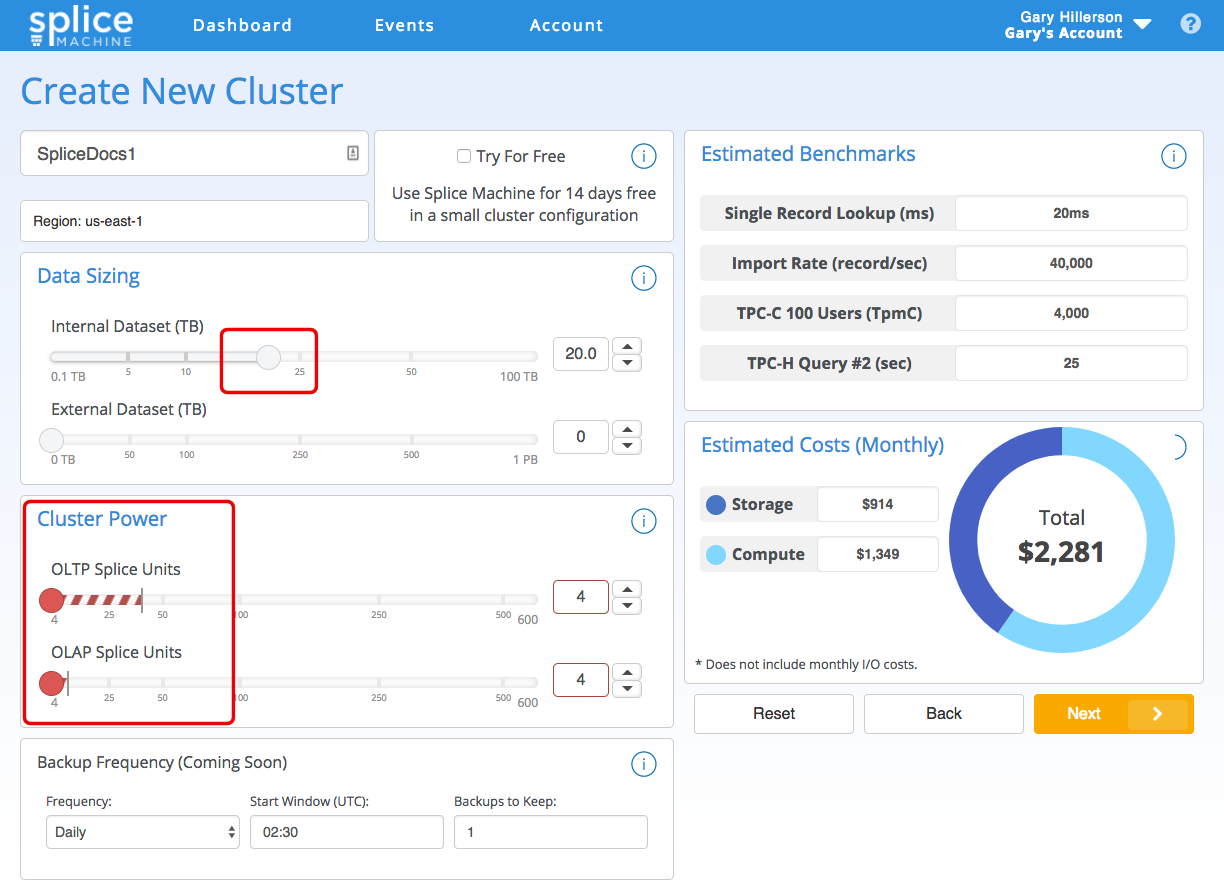 splice
MACHINE
Dashboard
Events
Account
Gary Hillerson
Gary's Account
?
Create New Cluster
SpliceDocs1
Region: us-east-1
Try For Free
i
Use Splice Machine for 14 days free
in a small cluster configuration
Data Sizing
i
Internal Dataset (TB)
0.1 TB
5
10
25
50
100 TB
20.0
External Dataset (TB)
0 TB
50
100
250
500
1 PB
0
Cluster Power
i
OLTP Splice Units
4
25
50
00
250
500
600
4
OLAP Splice Units
4
25
50
00
250
500
600
4
Backup Frequency (Coming Soon)
i
Frequency:
Daily
Start Window (UTC):
02:30
Backups to Keep:
1
Estimated Benchmarks
i
Single Record Lookup (ms)
20ms
Import Rate (record/sec)
40,000
TPC-C 100 Users (TpmC)
4,000
TPC-H Query #2 (sec)
25
Estimated Costs (Monthly)
Storage
$914
Compute
$1,349
Total
$2,281
* Does not include monthly I/O costs.
Reset
Back
Next